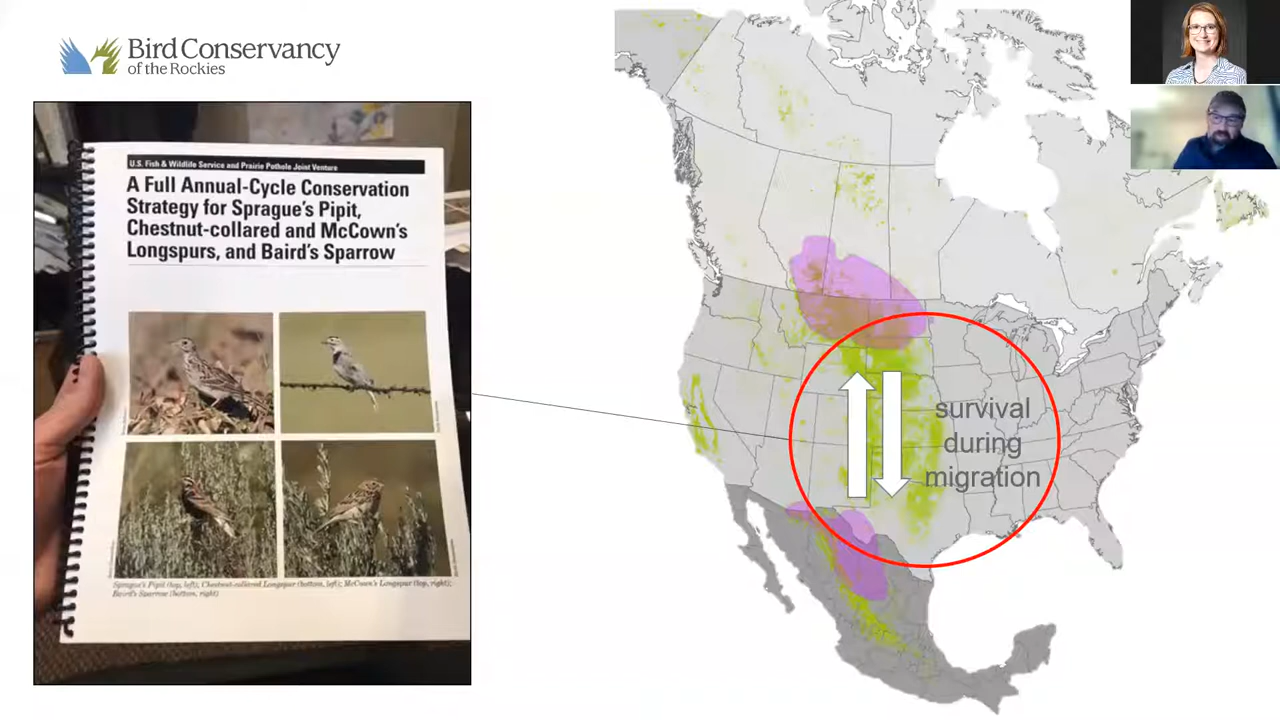 Bird Conservancy
of the Rockies
U.S. Fish & Wildlife Service and Prairie Pothole Joint Venture
A Full Annual-Cycle Conservation
Strategy for Sprague's Pipit,
Chestnut-collared and McCown's
Longspurs, and Baird's Sparrow
Sprague's Pipit (top, left); Chestnut-collared Longspur (bottom, left); McCown's Longspur (top, right);
Baird's Sparrow (bottom, right)
survival
during
migration